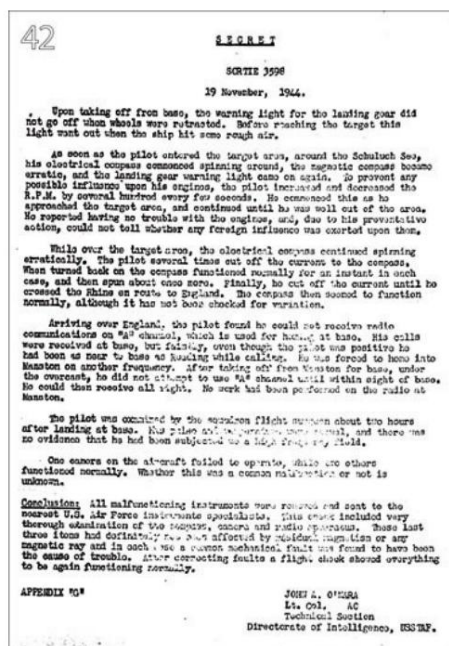 42
SECRET
SORTIE 3598
19 November, 1944.
Upon taking off from base, the warning light for the landing gear did
not go off when wheels were retracted. Before reaching the target this
light went out when the ship hit some rough air.
As soon as the pilot entered the target area, around the Schuluch See,
his electrical compass commenced spinning around, the magnetic compass became
erratic, and the landing gear warning light came on again. To prevent any
possible influence upon his engines, the pilot increased and decreased the
R.P.M. by several hundred every few seconds. He commenced this as he
approached the target area, and continued until he was well out of the area.
He reported having no trouble with the engines, and, due to his preventative
action, could not tell whether any foreign influence was exerted upon them.
While over the target area, the electrical compass continued spinning
erratically. The pilot several times cut off the current to the compass.
When turned back on the compass functioned normally for an instant in each
case, and then spun about once more. Finally, he cut off the current until he
crossed the Rhine en route to England. The compass then seemed to function
normally, although it has not been checked for variation.
Arriving over England, the pilot found he could not receive radio
communications on "A" channel, which is used for homing at base. His calls
were received at base, but faintly, even though the pilot was positive he
had been as near to base as Reading while calling. He was forced to home into
Manston on another frequency. After taking off from Manston for base, under
the overcast, he did not attempt to use "A" channel until within sight of base.
He could then receive all right. No work had been performed on the radio at
Manston.
The pilot was examined by the squadron flight surgeon about two hours
after landing at base. His pulse and temperature were normal, and there was
no evidence that he had been subjected to a high frequency field.
One camera on the aircraft failed to operate, while the others
functioned normally. Whether this was a common malfunction or not is
unknown.
Conclusion: All malfunctioning instruments were removed and sent to the
nearest U.S. Air Force instruments specialists. This check included very
thorough examination of the compass, camera and radio apparatus. These last
three items had definitely not been affected by residual magnetism or any
magnetic ray and in each case a common mechanical fault was found to have been
the cause of trouble. After correcting faults a flight check showed everything
to be again functioning normally.
APPENDIX "G"
JOHN A. O'MARA
Lt. Col. AC
Technical Section
Directorate of Intelligence, USSTAF.